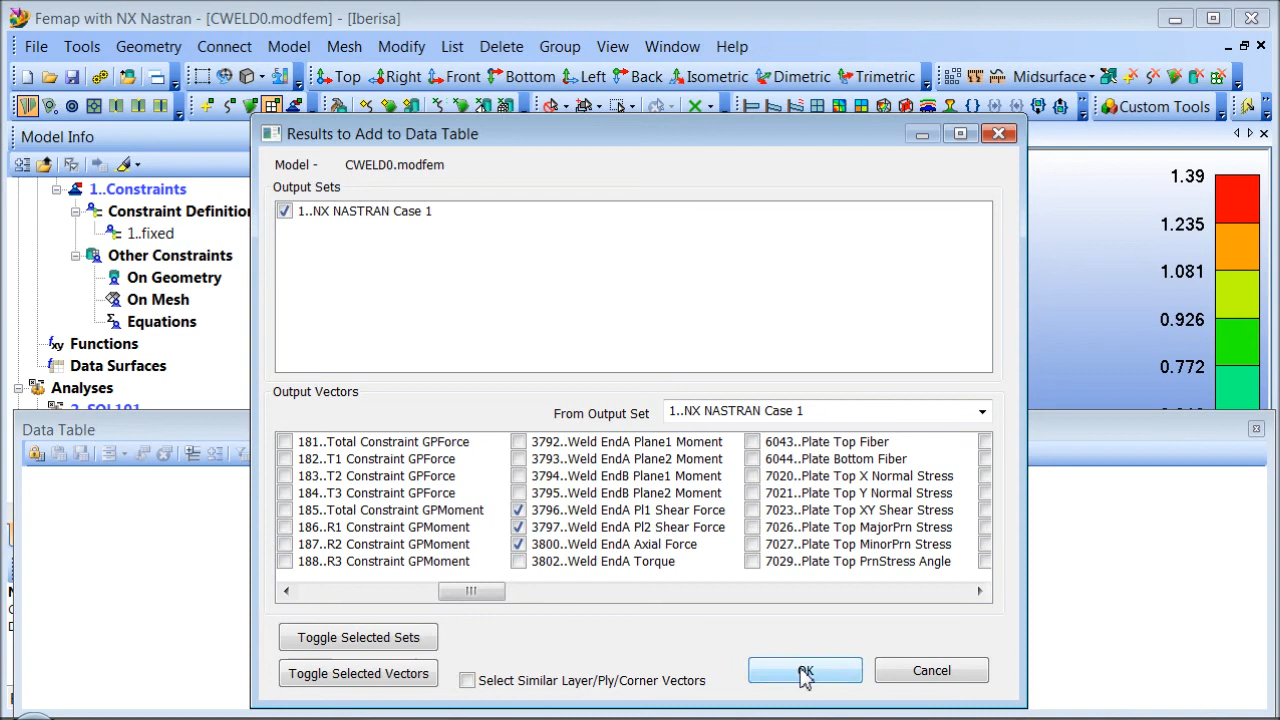 Femap with NX Nastran - [CWELD0.modfem] - [Iberisa]
File Tools Geometry Connect Model Mesh Modify List Delete Group View Window Help
Top Right Front Bottom Left Back Isometric Dimetric Trimetric Midsurface
Custom Tools
Model Info
1..Constraints
Constraint Definition
1..fixed
Other Constraints
On Geometry
On Mesh
Equations
Functions
Data Surfaces
Analyses
Data Table
Results to Add to Data Table
Model - CWELD0.modfem
Output Sets
1..NX NASTRAN Case 1
Output Vectors
From Output Set 1..NX NASTRAN Case 1
181..Total Constraint GPForce 3792..Weld EndA Plane1 Moment 6043..Plate Top Fiber
182..T1 Constraint GPForce 3793..Weld EndA Plane2 Moment 6044..Plate Bottom Fiber
183..T2 Constraint GPForce 3794..Weld EndB Plane1 Moment 7020..Plate Top X Normal Stress
184..T3 Constraint GPForce 3795..Weld EndB Plane2 Moment 7021..Plate Top Y Normal Stress
185..Total Constraint GPMoment 3796..Weld EndA Pl1 Shear Force 7023..Plate Top XY Shear Stress
186..R1 Constraint GPMoment 3797..Weld EndA Pl2 Shear Force 7026..Plate Top MajorPrn Stress
187..R2 Constraint GPMoment 3800..Weld EndA Axial Force 7027..Plate Top MinorPrn Stress
188..R3 Constraint GPMoment 3802..Weld EndA Torque 7029..Plate Top PrnStress Angle
Toggle Selected Sets
Toggle Selected Vectors
Select Similar Layer/Ply/Corner Vectors
OK
Cancel
1.39
1.235
1.081
0.926
0.772